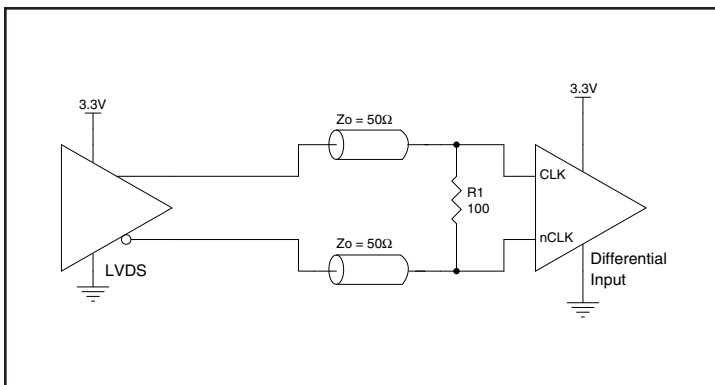 3.3V
Zo = 50Ω
3.3V
CLK
R1
100
nCLK
Zo = 50Ω
LVDS
Differential
Input